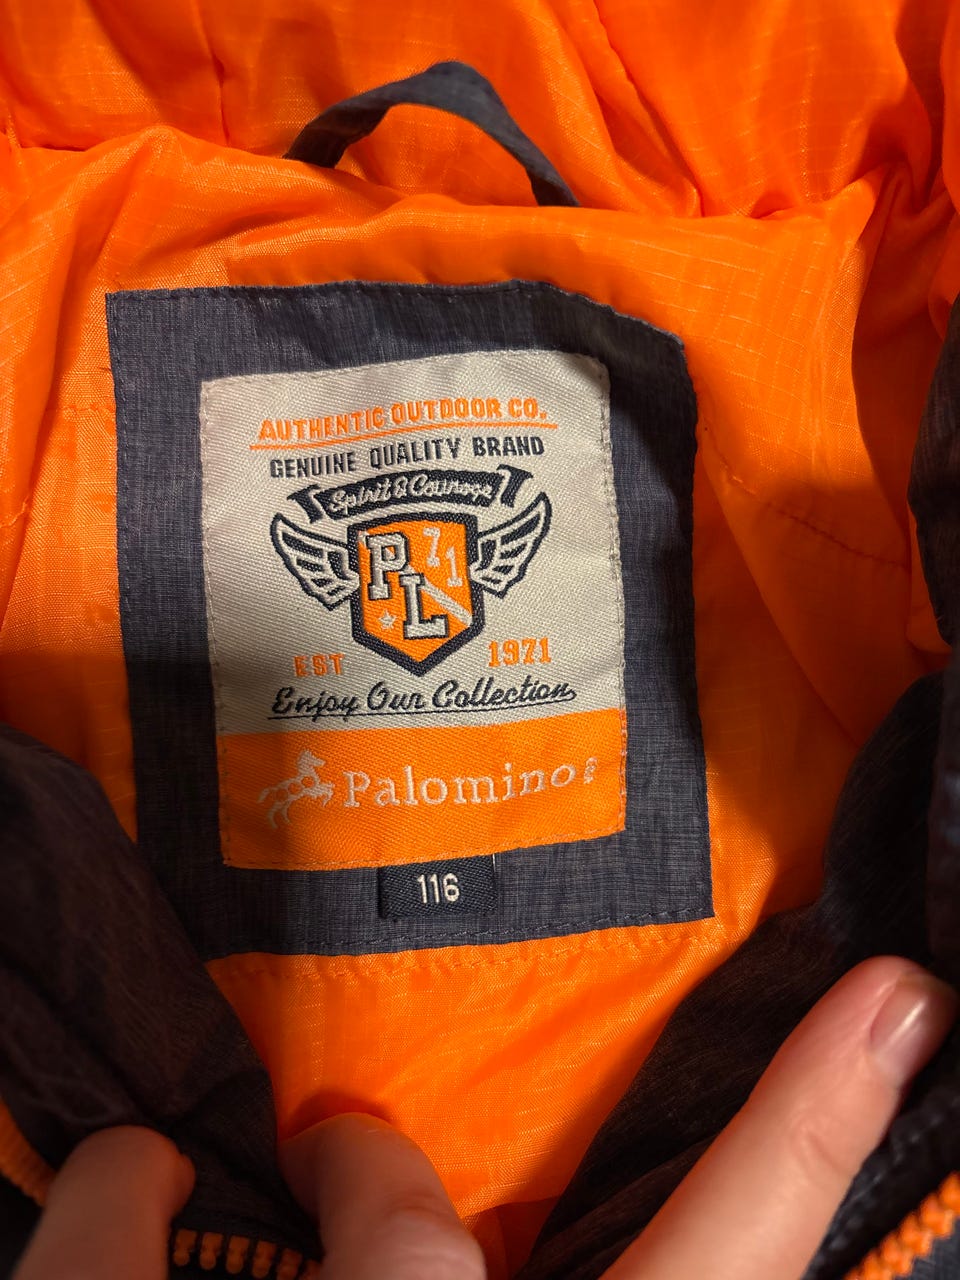 AUTHENTIC OUTDOOR CO.
GENUINE QUALITY BRAND
Spirit & Courage
PL 71
EST 1971
Enjoy Our Collection
Palomino
116